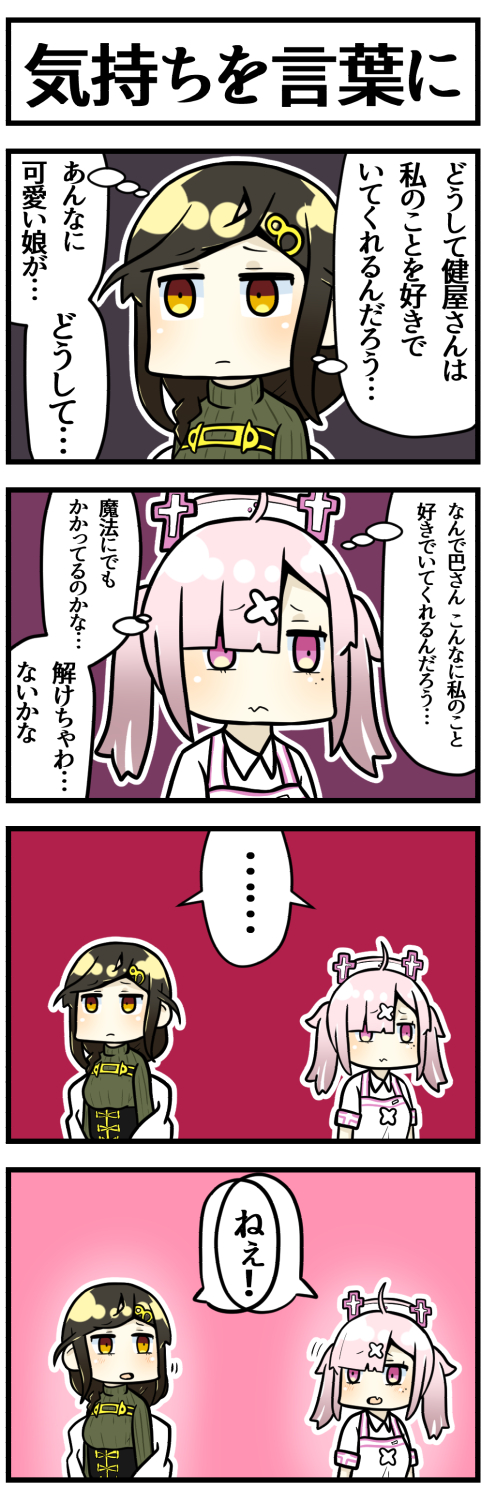 気持ちを言葉に
どうして健屋さんは
私のことを好きで
いてくれるんだろう…
あんなに
可愛い娘が…
どうして…
なんで巴さん こんなに私のこと
好きでいてくれるんだろう…
魔法にでも
かかってるのかな…
解けちゃわ…
ないかな
……
ねぇ！